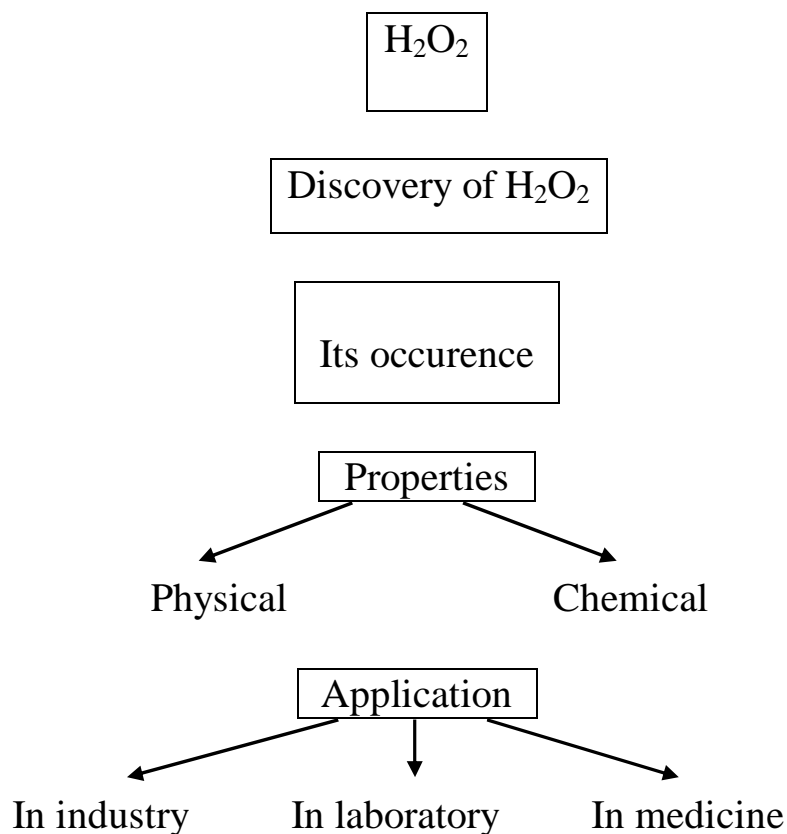 H₂O₂
Discovery of H₂O₂
Its occurence
Properties
Physical Chemical
Application
In industry In laboratory In medicine